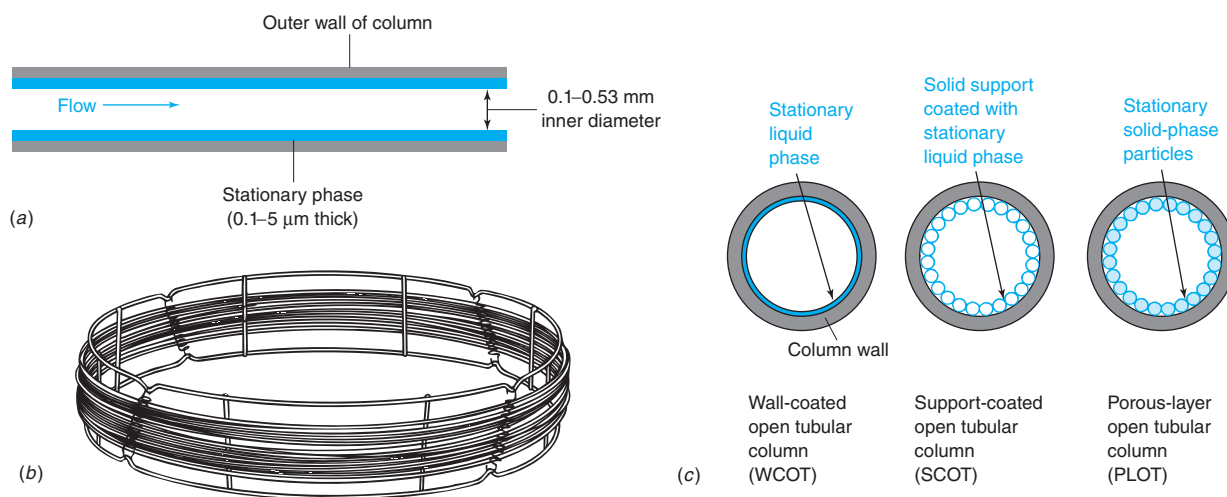 Outer wall of column
Flow
0.1–0.53 mm
inner diameter
Stationary phase
(0.1–5 μm thick)
(a)
(b)
Stationary
liquid
phase
Solid support
coated with
stationary
liquid phase
Stationary
solid-phase
particles
Column wall
Wall-coated
open tubular
column
(WCOT)
Support-coated
open tubular
column
(SCOT)
Porous-layer
open tubular
column
(PLOT)
(c)